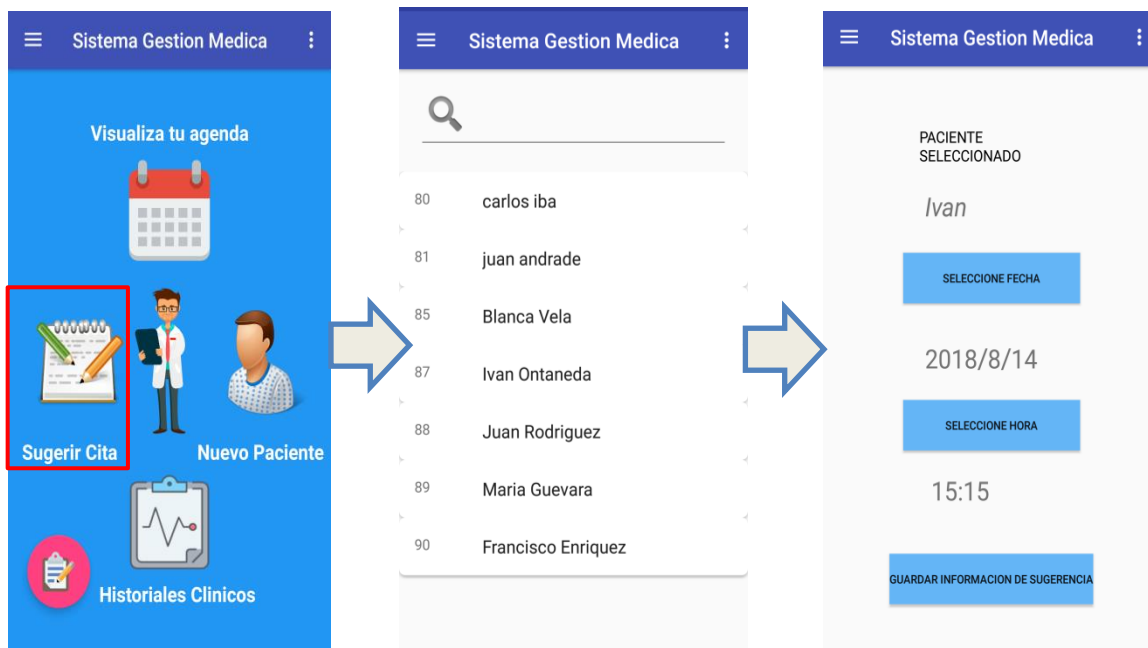 Sistema Gestion Medica
Visualiza tu agenda
Sugerir Cita
Nuevo Paciente
Historiales Clinicos
Sistema Gestion Medica
80 carlos iba
81 juan andrade
85 Blanca Vela
87 Ivan Ontaneda
88 Juan Rodriguez
89 Maria Guevara
90 Francisco Enriquez
Sistema Gestion Medica
PACIENTE
SELECCIONADO
Ivan
SELECCIONE FECHA
2018/8/14
SELECCIONE HORA
15:15
GUARDAR INFORMACION DE SUGERENCIA